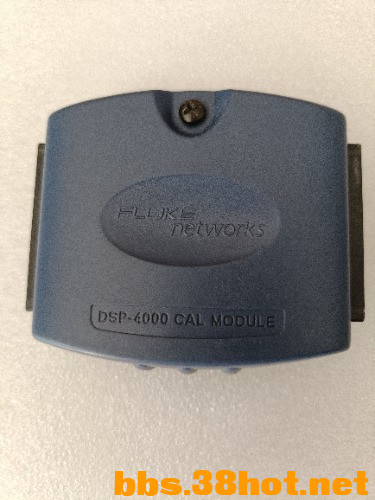 FLUKE
networks
DSP-4000 CAL MODULE
bbs.38hot.net